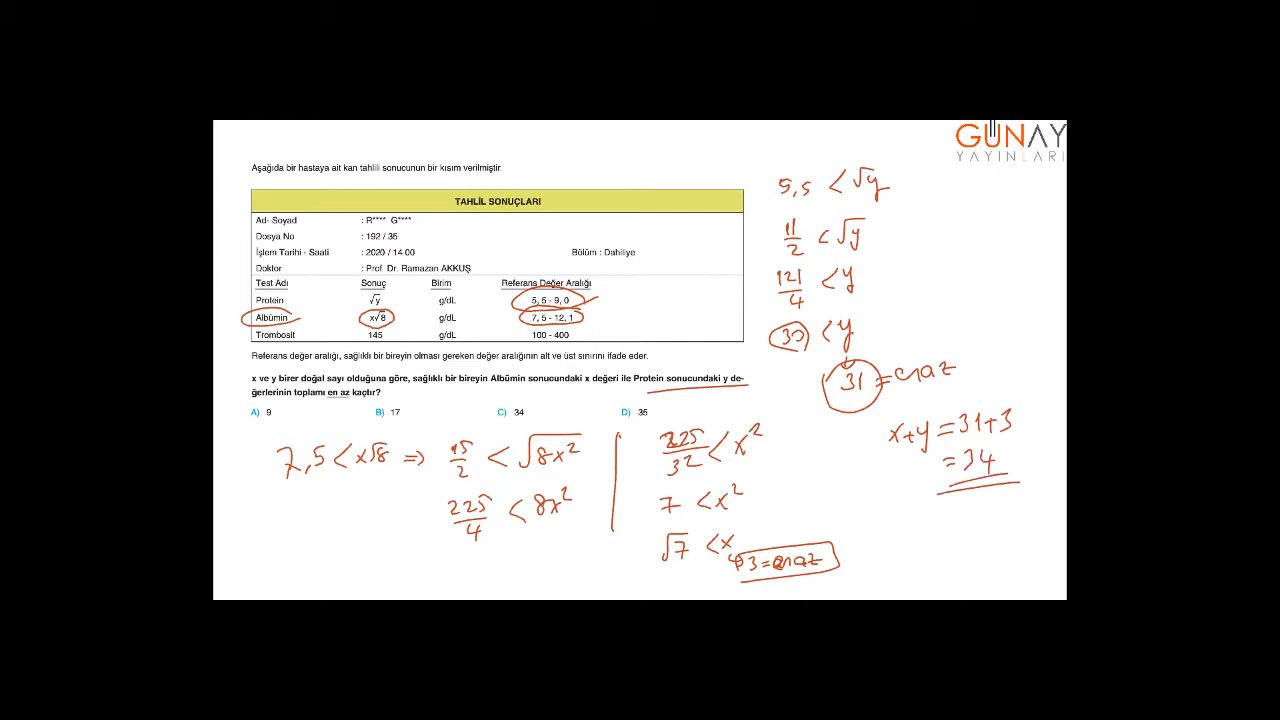 GÜNAY
YAYINLARI
Aşağıda bir hastaya ait kan tahlili sonucunun bir kısım verilmiştir.
TAHLİL SONUÇLARI
Ad- Soyad : R**** G****
Dosya No : 192 / 35
İşlem Tarihi - Saati : 2020 / 14.00 Bölüm : Dahiliye
Doktor : Prof Dr. Ramazan AKKUŞ
Test Adı Sonuç Birim Referans Değer Aralığı
Protein √y g/dL 5, 5 - 9, 0
Albümin x√8 g/dL 7, 5 - 12, 1
Trombosit 145 g/dL 100 - 400
Referans değer aralığı, sağlıklı bir bireyin olması gereken değer aralığının alt ve üst sınırını ifade eder.
x ve y birer doğal sayı olduğuna göre, sağlıklı bir bireyin Albümin sonucundaki x değeri ile Protein sonucundaki y de-
ğerlerinin toplamı en az kaçtır?
A) 9 B) 17 C) 34 D) 35
7,5 < x√8 ⇒ 15/2 < √8x²
225/4 < 8x²
225/32 < x²
7 < x²
√7 < x
3 = en az
5,5 < √y
11/2 < √y
121/4 < y
30 < y
31 = en az
x+y = 31+3
= 34